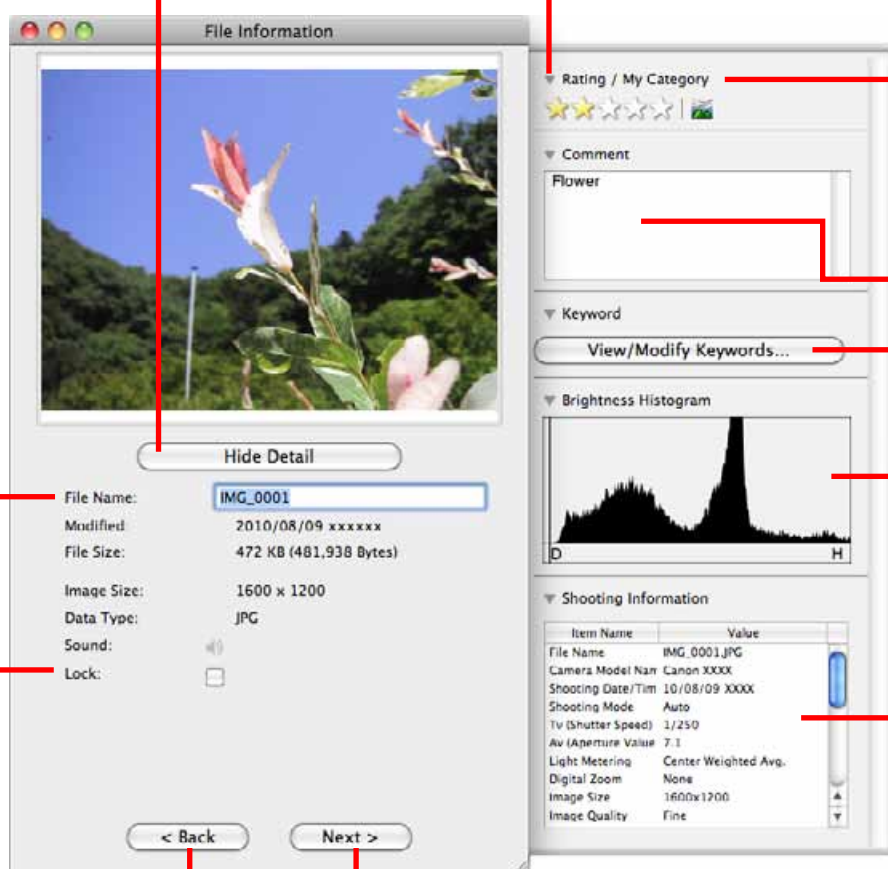 File Information
Hide Detail
File Name: IMG_0001
Modified: 2010/08/09 xxxxxx
File Size: 472 KB (481,938 Bytes)
Image Size: 1600 x 1200
Data Type: JPG
Sound:
Lock:
< Back Next >
Rating / My Category
Comment
Flower
Keyword
View/Modify Keywords...
Brightness Histogram
D H
Shooting Information
Item Name Value
File Name IMG_0001.JPG
Camera Model Nam Canon XXXX
Shooting Date/Tim 10/08/09 XXXX
Shooting Mode Auto
Tv (Shutter Speed) 1/250
Av (Aperture Value 7.1
Light Metering Center Weighted Avg.
Digital Zoom None
Image Size 1600x1200
Image Quality Fine